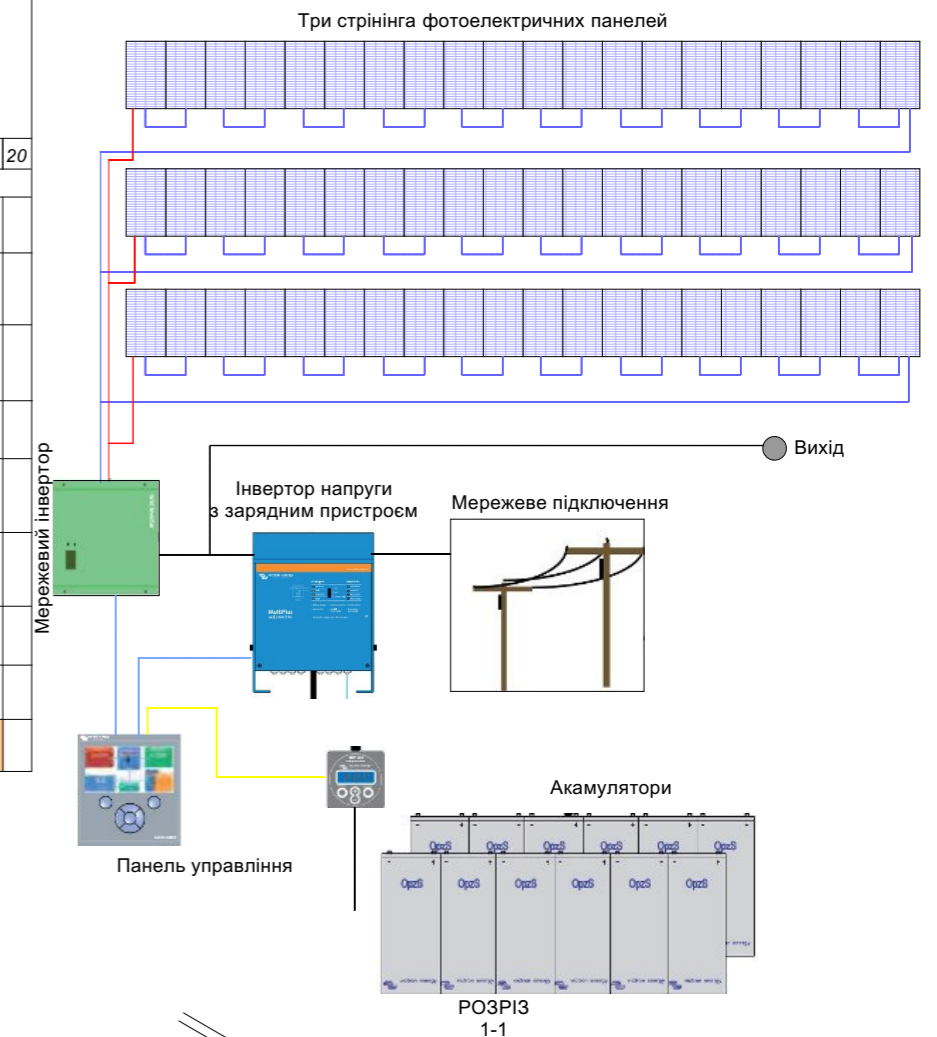 Три стрінінга фотоелектричних панелей
20
Вихід
Мережевий інвертор
Інвертор напруги
з зарядним пристроєм
Мережеве підключення
MultiPlus
Панель управління
Акамулятори
OpzS OpzS OpzS OpzS OpzS OpzS
OpzS OpzS OpzS OpzS OpzS OpzS
РОЗРІЗ
1-1